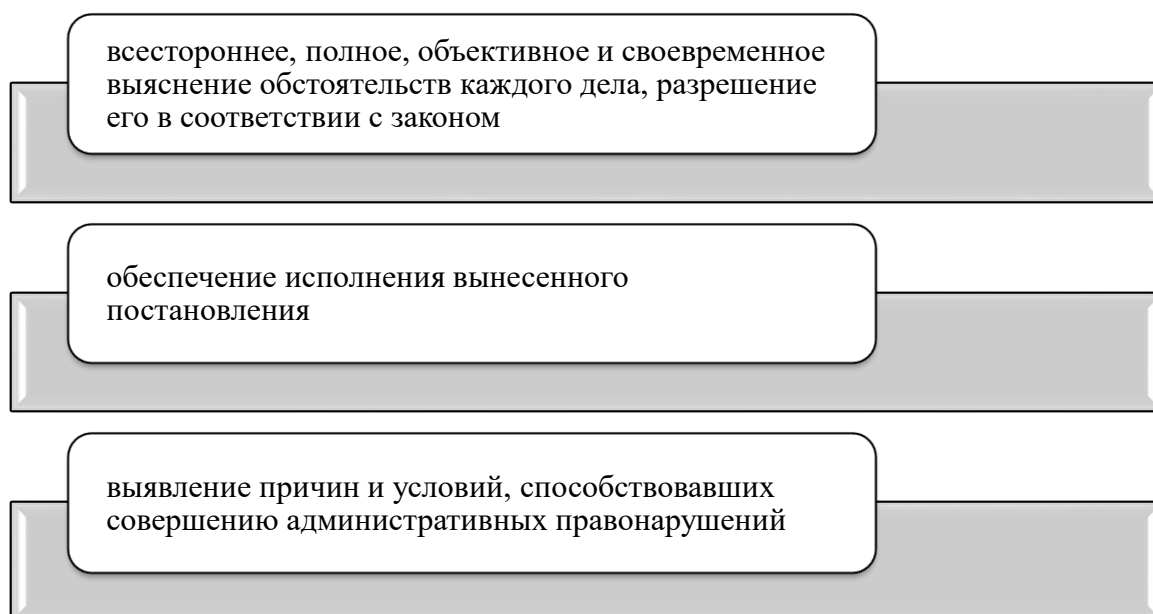 всестороннее, полное, объективное и своевременное
выяснение обстоятельств каждого дела, разрешение
его в соответствии с законом
обеспечение исполнения вынесенного
постановления
выявление причин и условий, способствовавших
совершению административных правонарушений